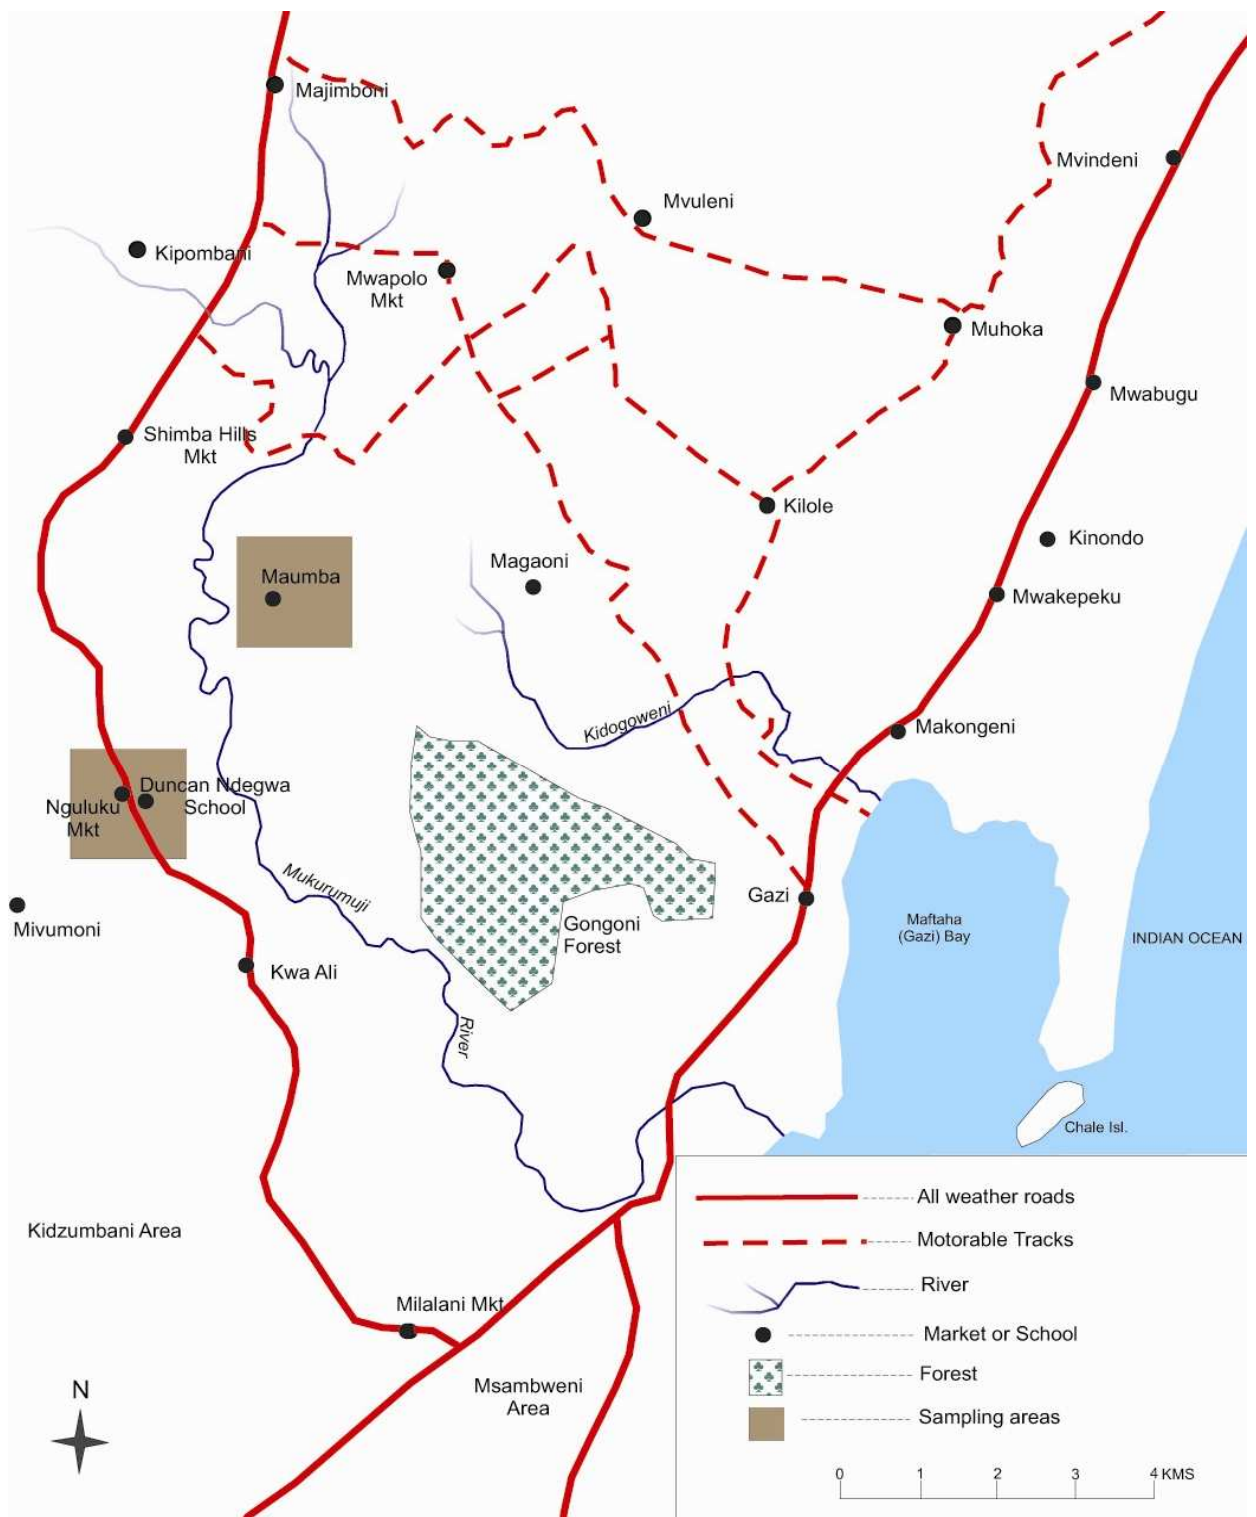 Majimboni
Mvindeni
Mvuleni
Kipombani
Mwapolo
Mkt
Muhoka
Mwabugu
Shimba Hills
Mkt
Kilole
Kinondo
Magaoni
Maumba
Mwakepeku
Kidogoweni
Makongeni
Duncan Ndegwa
School
Nguluku
Mkt
Mukurumuji
Gazi
Mivumoni
Gongoni
Forest
Maftaha
(Gazi) Bay
INDIAN OCEAN
Kwa Ali
River
Chale Isl.
Kidzumbani Area
Milalani Mkt
Msambweni
Area
N
All weather roads
Motorable Tracks
River
Market or School
Forest
Sampling areas
0 1 2 3 4 KMS